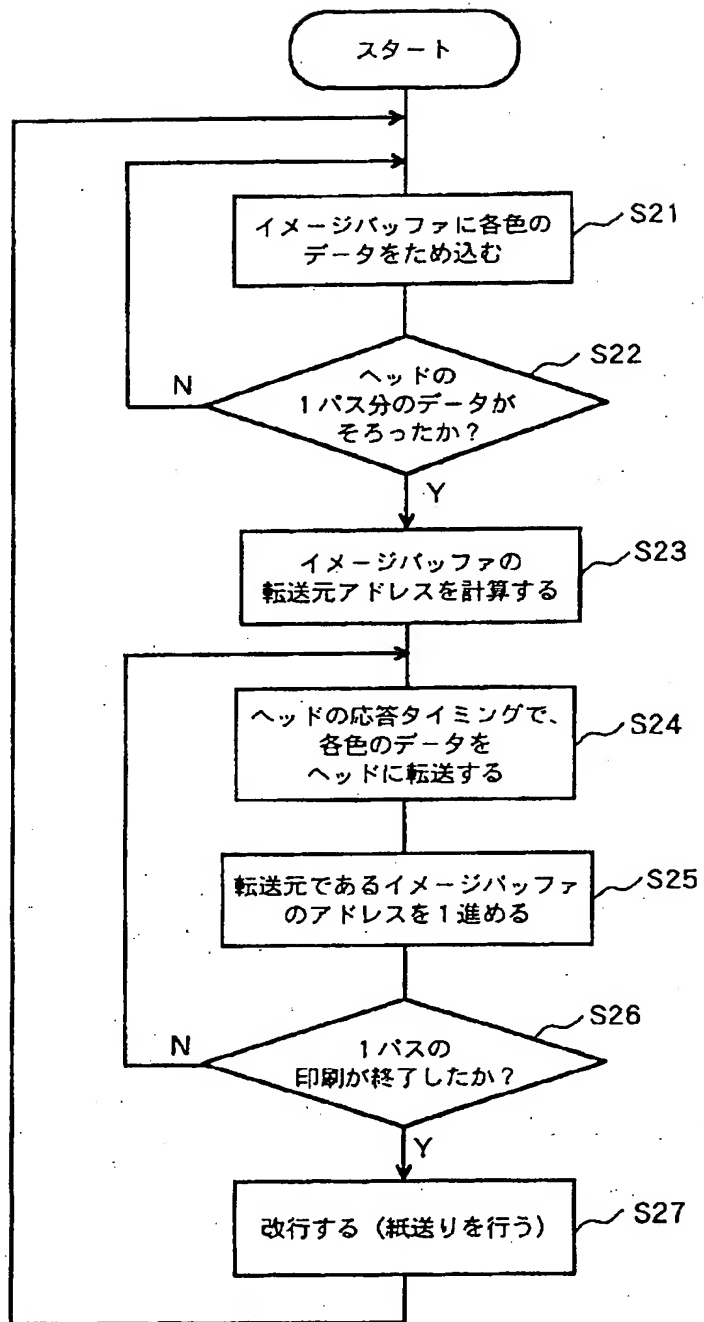 スタート
イメージバッファに各色の
データをため込む
S21
ヘッドの
1パス分のデータが
そろったか？
S22
N
Y
イメージバッファの
転送元アドレスを計算する
S23
ヘッドの応答タイミングで、
各色のデータを
ヘッドに転送する
S24
転送元であるイメージバッファ
のアドレスを1進める
S25
1パスの
印刷が終了したか？
S26
N
Y
改行する（紙送りを行う）
S27